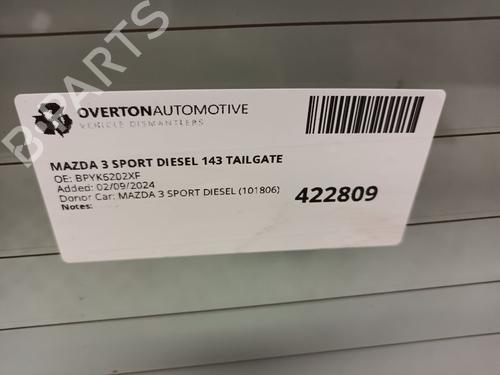 B-PARTS
OVERTONAUTOMOTIVE
VEHICLE DISMANTLERS
MAZDA 3 SPORT DIESEL 143 TAILGATE
OE: BPYK6202XF
Added: 02/09/2024
Donor Car: MAZDA 3 SPORT DIESEL (101806)
Notes:
422809